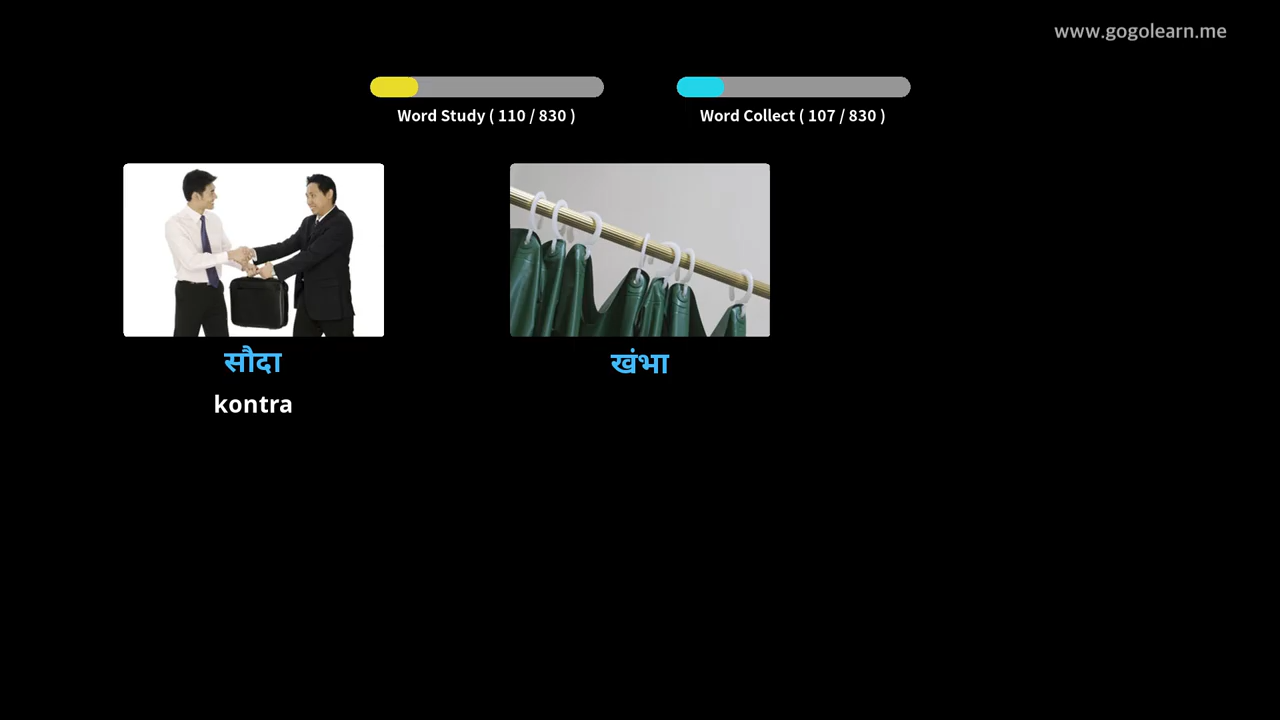 www.gogolearn.me
Word Study ( 110 / 830 )
Word Collect ( 107 / 830 )
सौदा
खंभा
kontra